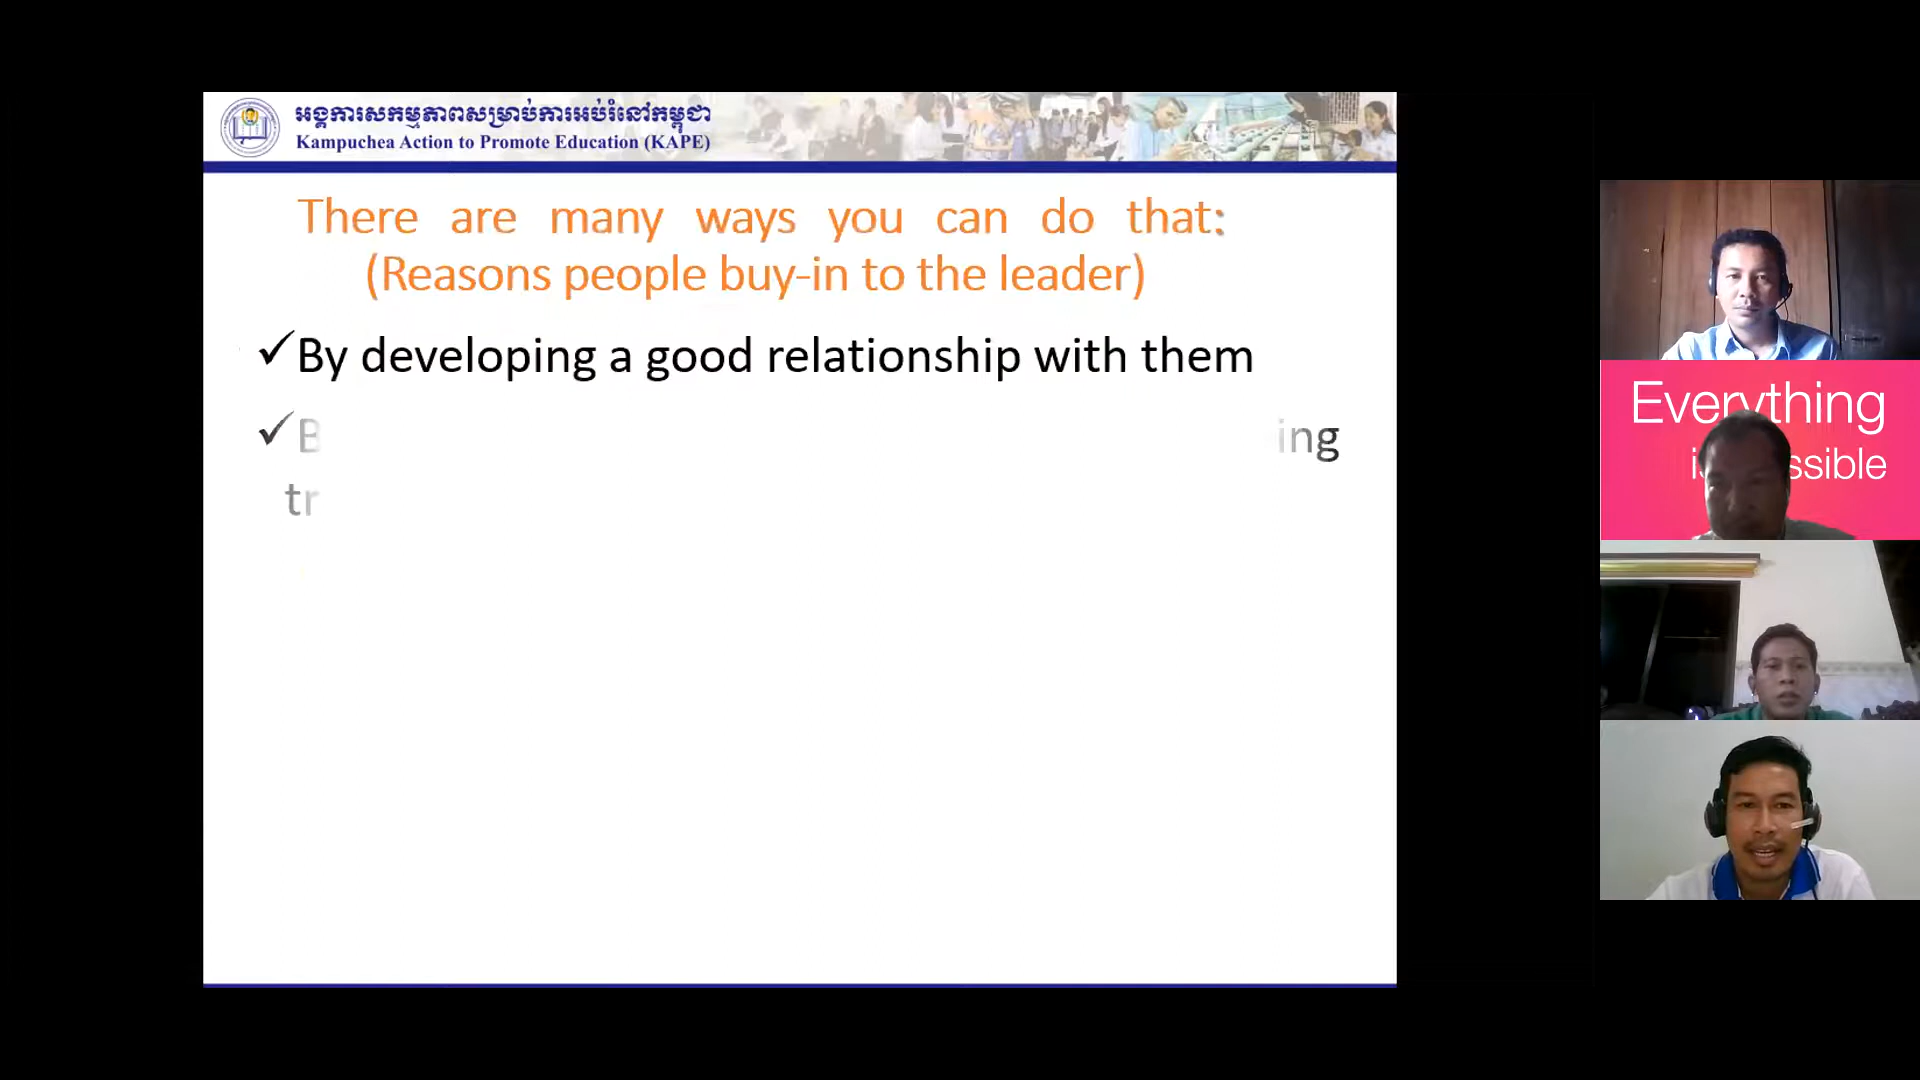 អង្គការសកម្មភាពសម្រាប់ការអប់រំនៅកម្ពុជា
Kampuchea Action to Promote Education (KAPE)
There are many ways you can do that:
(Reasons people buy-in to the leader)
✓By developing a good relationship with them
Everything